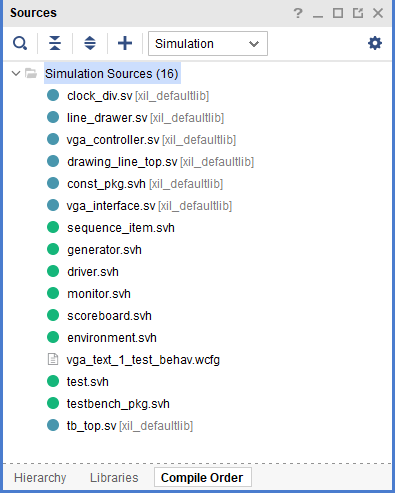 Sources
Simulation
Simulation Sources (16)
clock_div.sv [xil_defaultlib]
line_drawer.sv [xil_defaultlib]
vga_controller.sv [xil_defaultlib]
drawing_line_top.sv [xil_defaultlib]
const_pkg.svh [xil_defaultlib]
vga_interface.sv [xil_defaultlib]
sequence_item.svh
generator.svh
driver.svh
monitor.svh
scoreboard.svh
environment.svh
vga_text_1_test_behav.wcfg
test.svh
testbench_pkg.svh
tb_top.sv [xil_defaultlib]
Hierarchy Libraries Compile Order